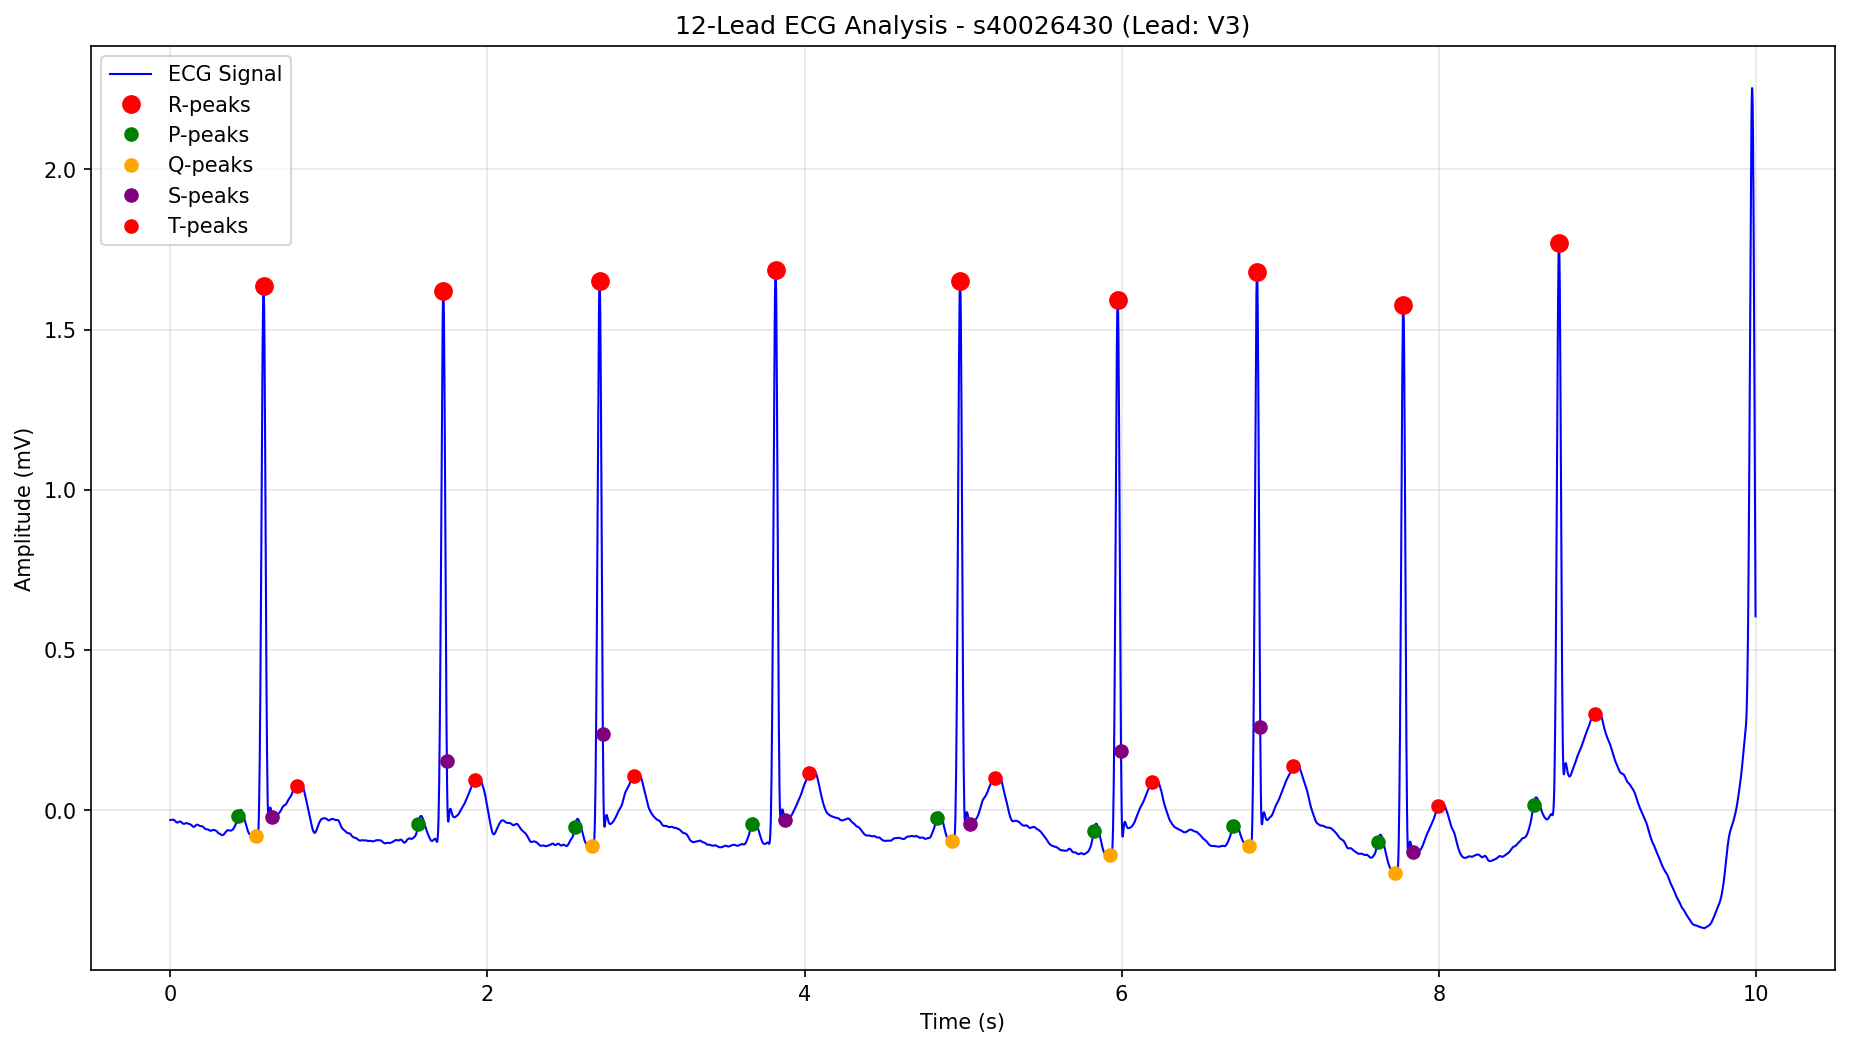 12-Lead ECG Analysis - s40026430 (Lead: V3)
ECG Signal
R-peaks
P-peaks
Q-peaks
S-peaks
T-peaks
Amplitude (mV)
2.0
1.5
1.0
0.5
0.0
0 2 4 6 8 10
Time (s)